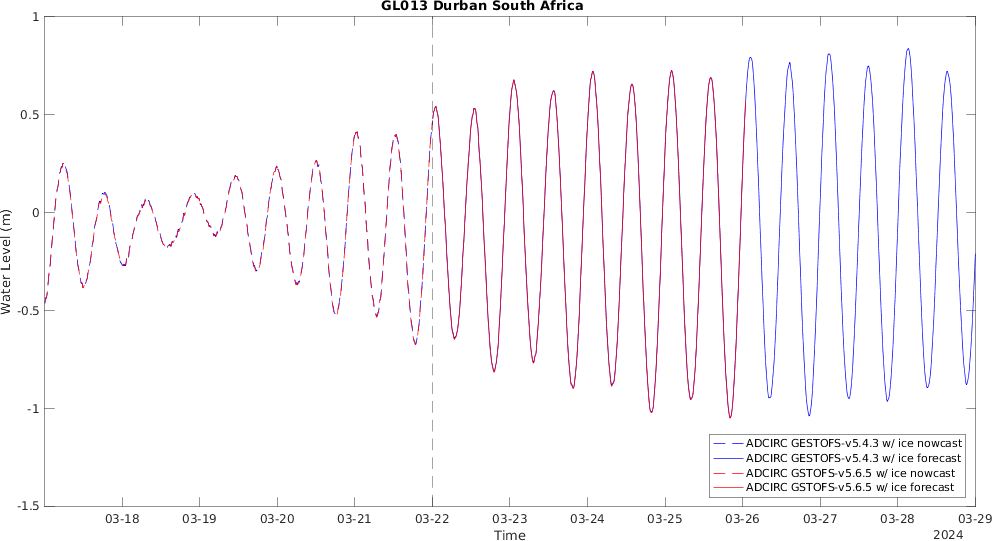 GL013 Durban South Africa
Water Level (m)
1
0.5
0
-0.5
-1
-1.5
ADCIRC GESTOFS-v5.4.3 w/ ice nowcast
ADCIRC GESTOFS-v5.4.3 w/ ice forecast
ADCIRC GSTOFS-v5.6.5 w/ ice nowcast
ADCIRC GSTOFS-v5.6.5 w/ ice forecast
03-18 03-19 03-20 03-21 03-22 03-23 03-24 03-25 03-26 03-27 03-28 03-29
Time
2024